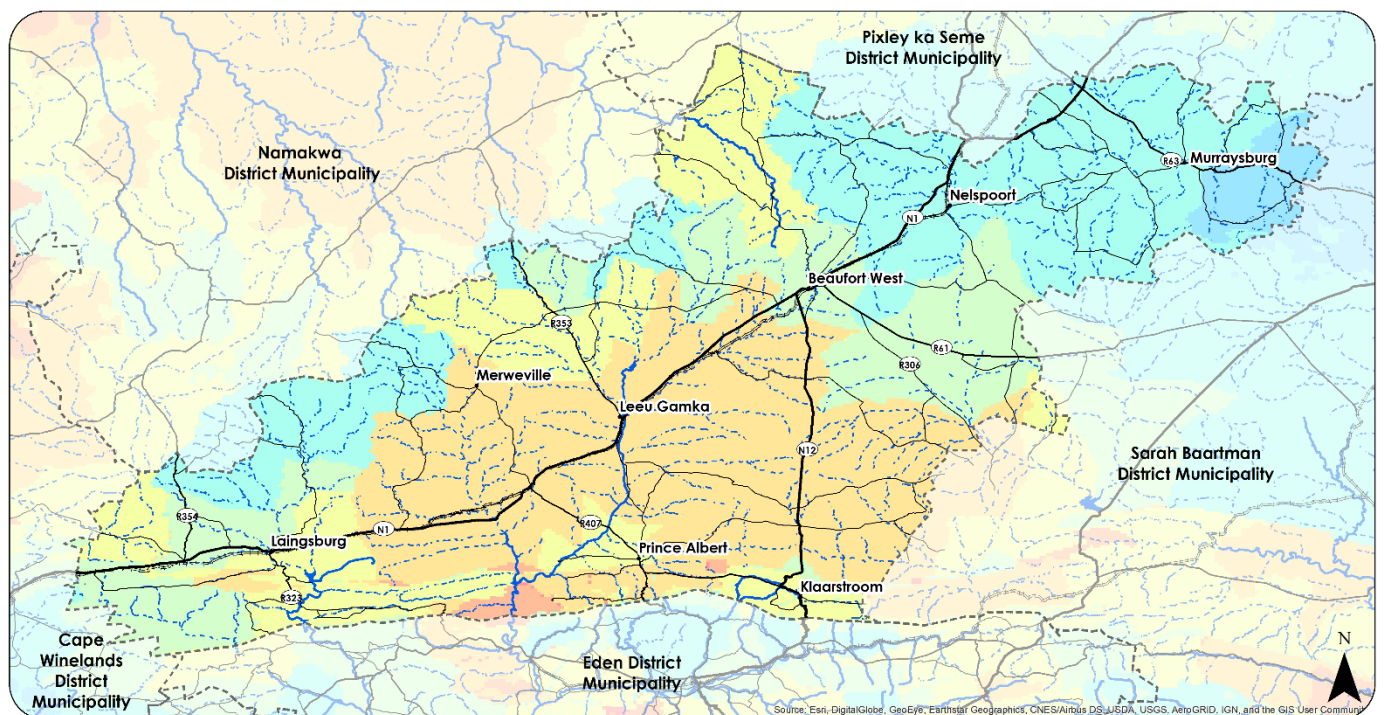 Pixley ka Seme
District Municipality
Namakwa
District Municipality
R63
Murraysburg
Nelspoort
N1
Beaufort West
R353
R61
R306
Merweville
Leeu Gamka
N12
Sarah Baartman
District Municipality
R354
R407
N1
Laingsburg
Prince Albert
Klaarstroom
R323
Cape
Winelands
District
Municipality
Eden District
Municipality
N
Source: Esri, DigitalGlobe, GeoEye, Earthstar Geographics, CNES/Airbus DS, USDA, USGS, AeroGRID, IGN, and the GIS User